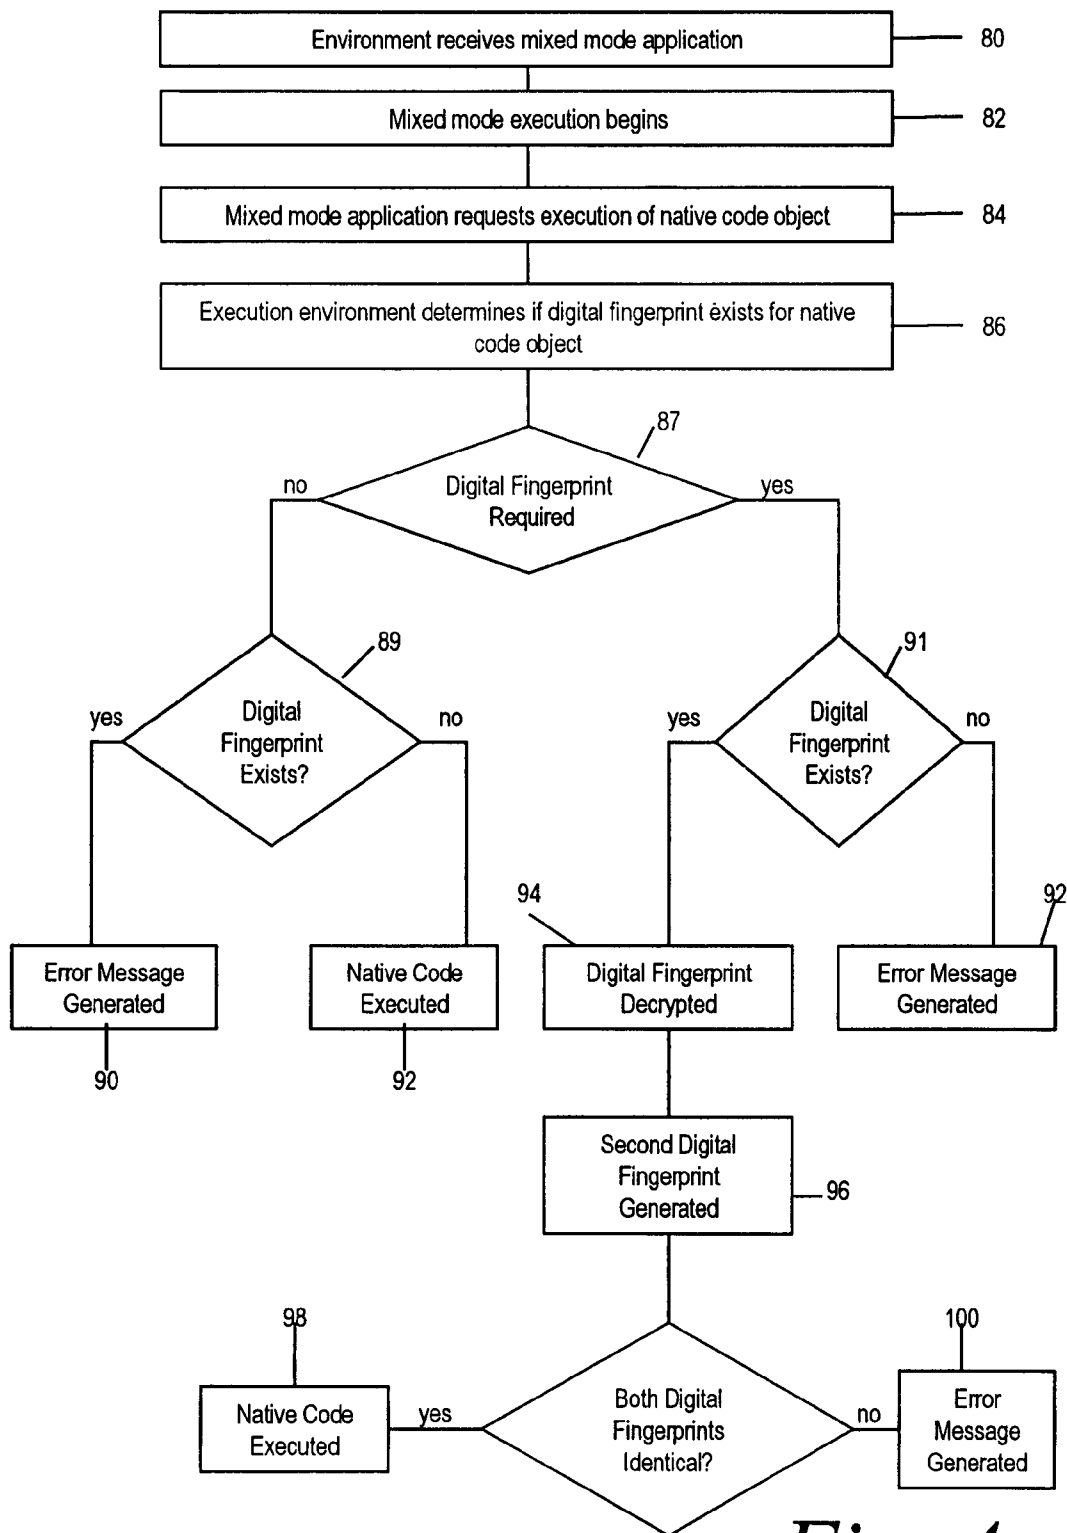 Environment receives mixed mode application
80
Mixed mode execution begins
82
Mixed mode application requests execution of native code object
84
Execution environment determines if digital fingerprint exists for native
code object
86
87
no
Digital Fingerprint
Required
yes
89
91
yes
Digital
Fingerprint
Exists?
no
yes
Digital
Fingerprint
Exists?
no
94
92
Error Message
Generated
Native Code
Executed
Digital Fingerprint
Decrypted
Error Message
Generated
90
92
Second Digital
Fingerprint
Generated
96
98
100
Native Code
Executed
yes
Both Digital
Fingerprints
Identical?
no
Error
Message
Generated